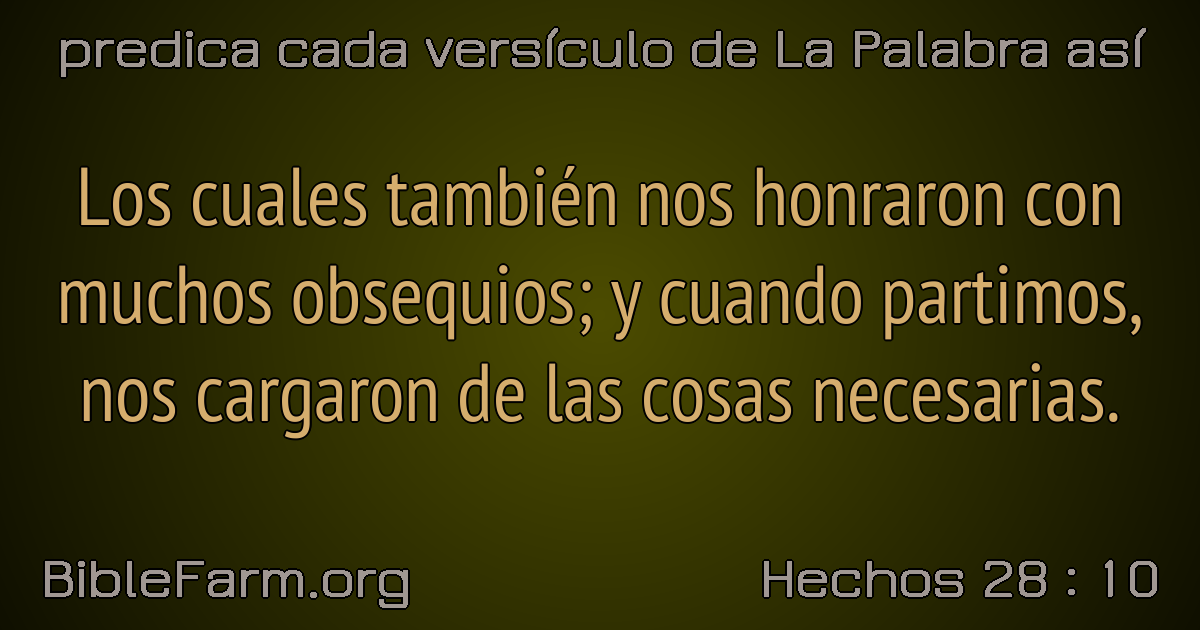 predica cada versículo de La Palabra así
Los cuales también nos honraron con
muchos obsequios; y cuando partimos,
nos cargaron de las cosas necesarias.
BibleFarm.org
Hechos 28 : 10